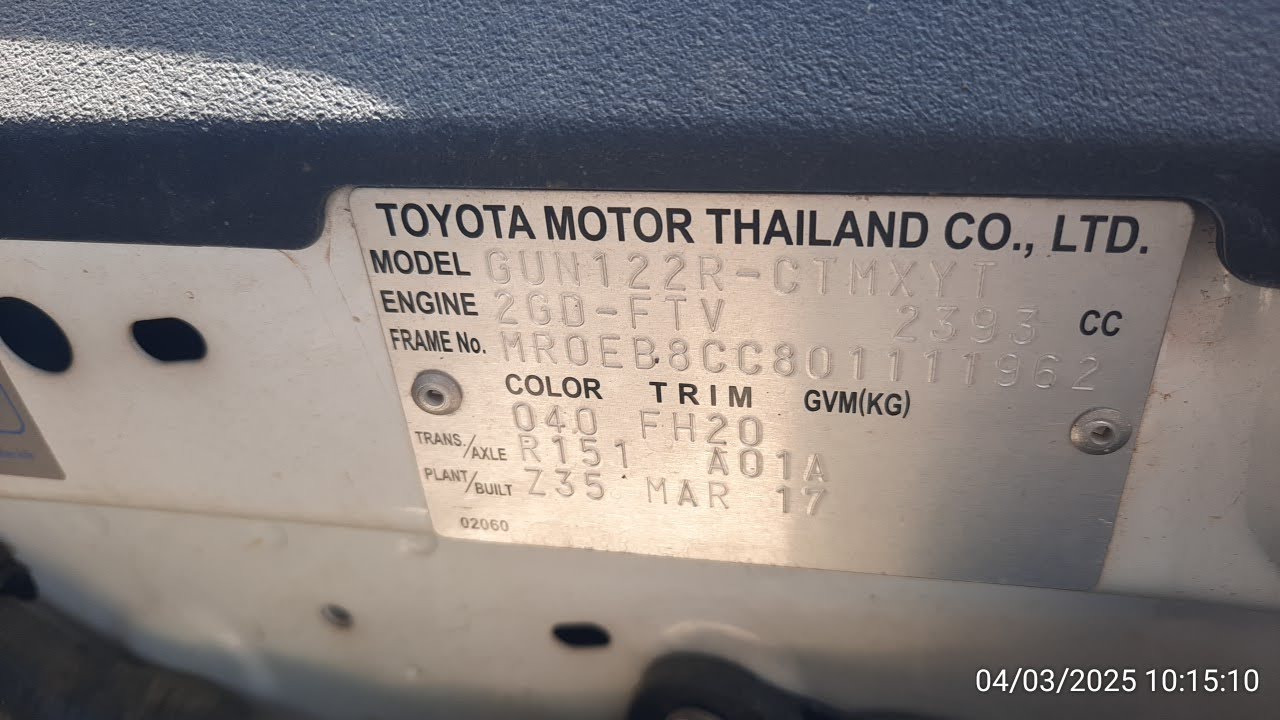 TOYOTA MOTOR THAILAND CO., LTD.
MODEL GUN122R-CTMXYT
ENGINE 2GD-FTV 2393 CC
FRAME No. MR0EB8CC801111962
COLOR TRIM GVM(KG)
040 FH20
TRANS./AXLE R151 A01A
PLANT/BUILT Z35 MAR 17
02060
04/03/2025 10:15:10